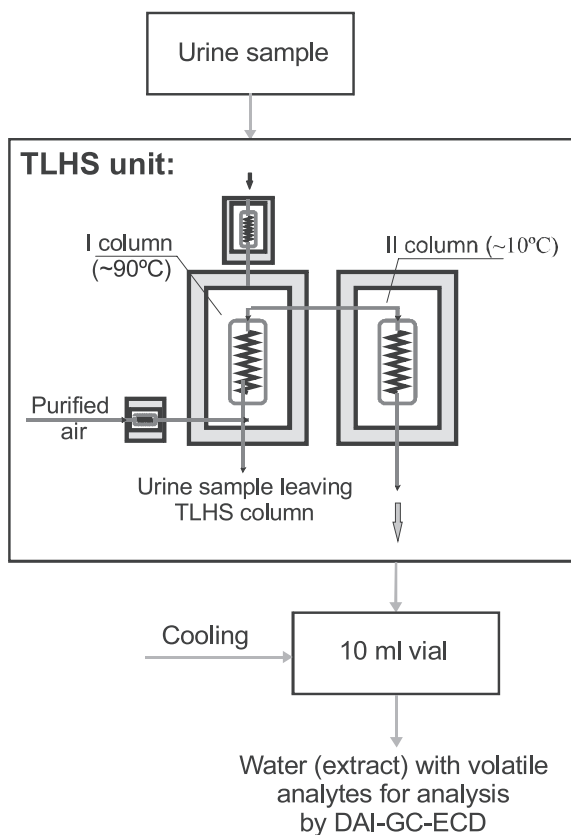 Urine sample
TLHS unit:
I column
(~90ºC)
II column (~10ºC)
Purified
air
Urine sample leaving
TLHS column
Cooling
10 ml vial
Water (extract) with volatile
analytes for analysis
by DAI-GC-ECD